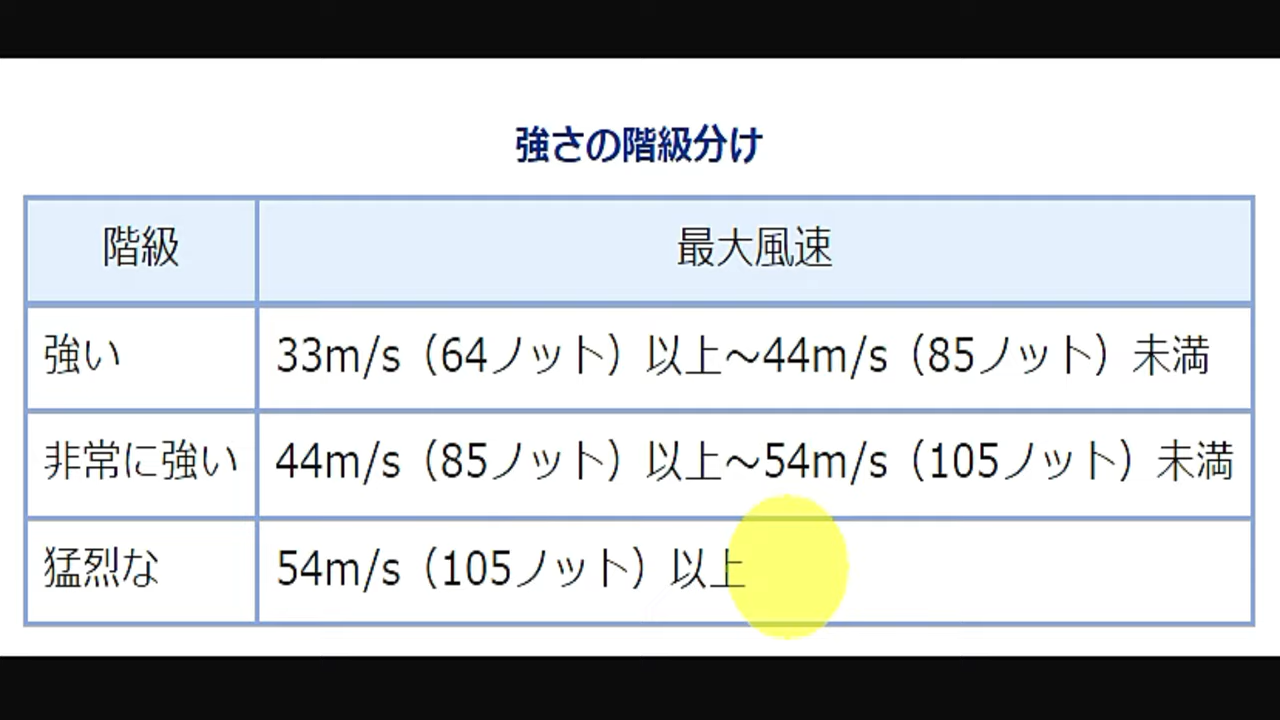 強さの階級分け
階級 最大風速
強い 33m/s（64ノット）以上～44m/s（85ノット）未満
非常に強い 44m/s（85ノット）以上～54m/s（105ノット）未満
猛烈な 54m/s（105ノット）以上